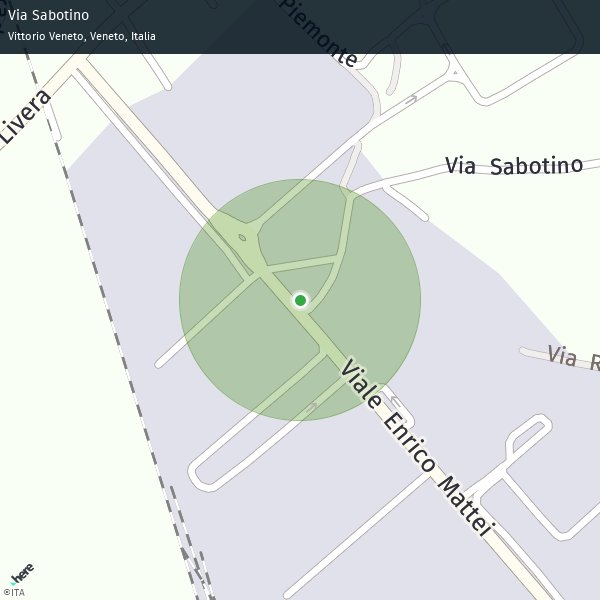 Via Sabotino
Vittorio Veneto, Veneto, Italia
Piemonte
Livera
Via Sabotino
Via R
Viale Enrico Mattei
here
©ITA